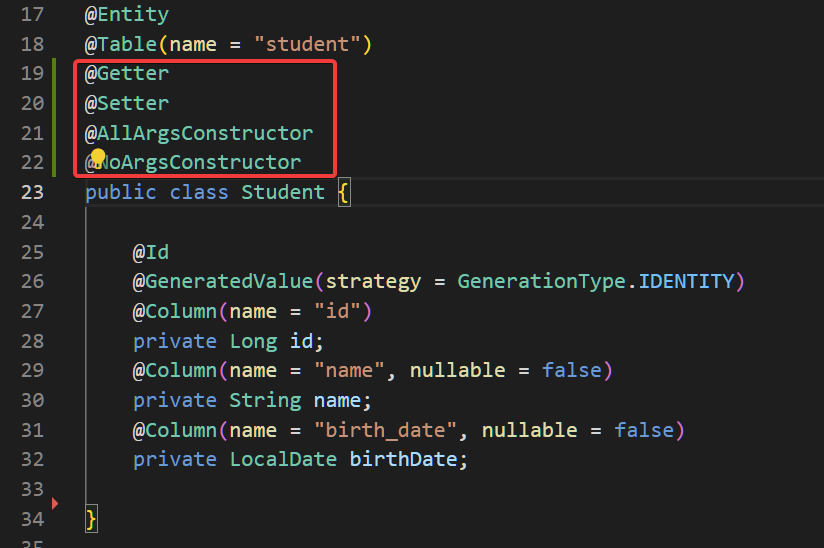 17 @Entity
18 @Table(name = "student")
19 @Getter
20 @Setter
21 @AllArgsConstructor
22 @NoArgsConstructor
23 public class Student {
24
25 @Id
26 @GeneratedValue(strategy = GenerationType.IDENTITY)
27 @Column(name = "id")
28 private Long id;
29 @Column(name = "name", nullable = false)
30 private String name;
31 @Column(name = "birth_date", nullable = false)
32 private LocalDate birthDate;
33
34 }
35